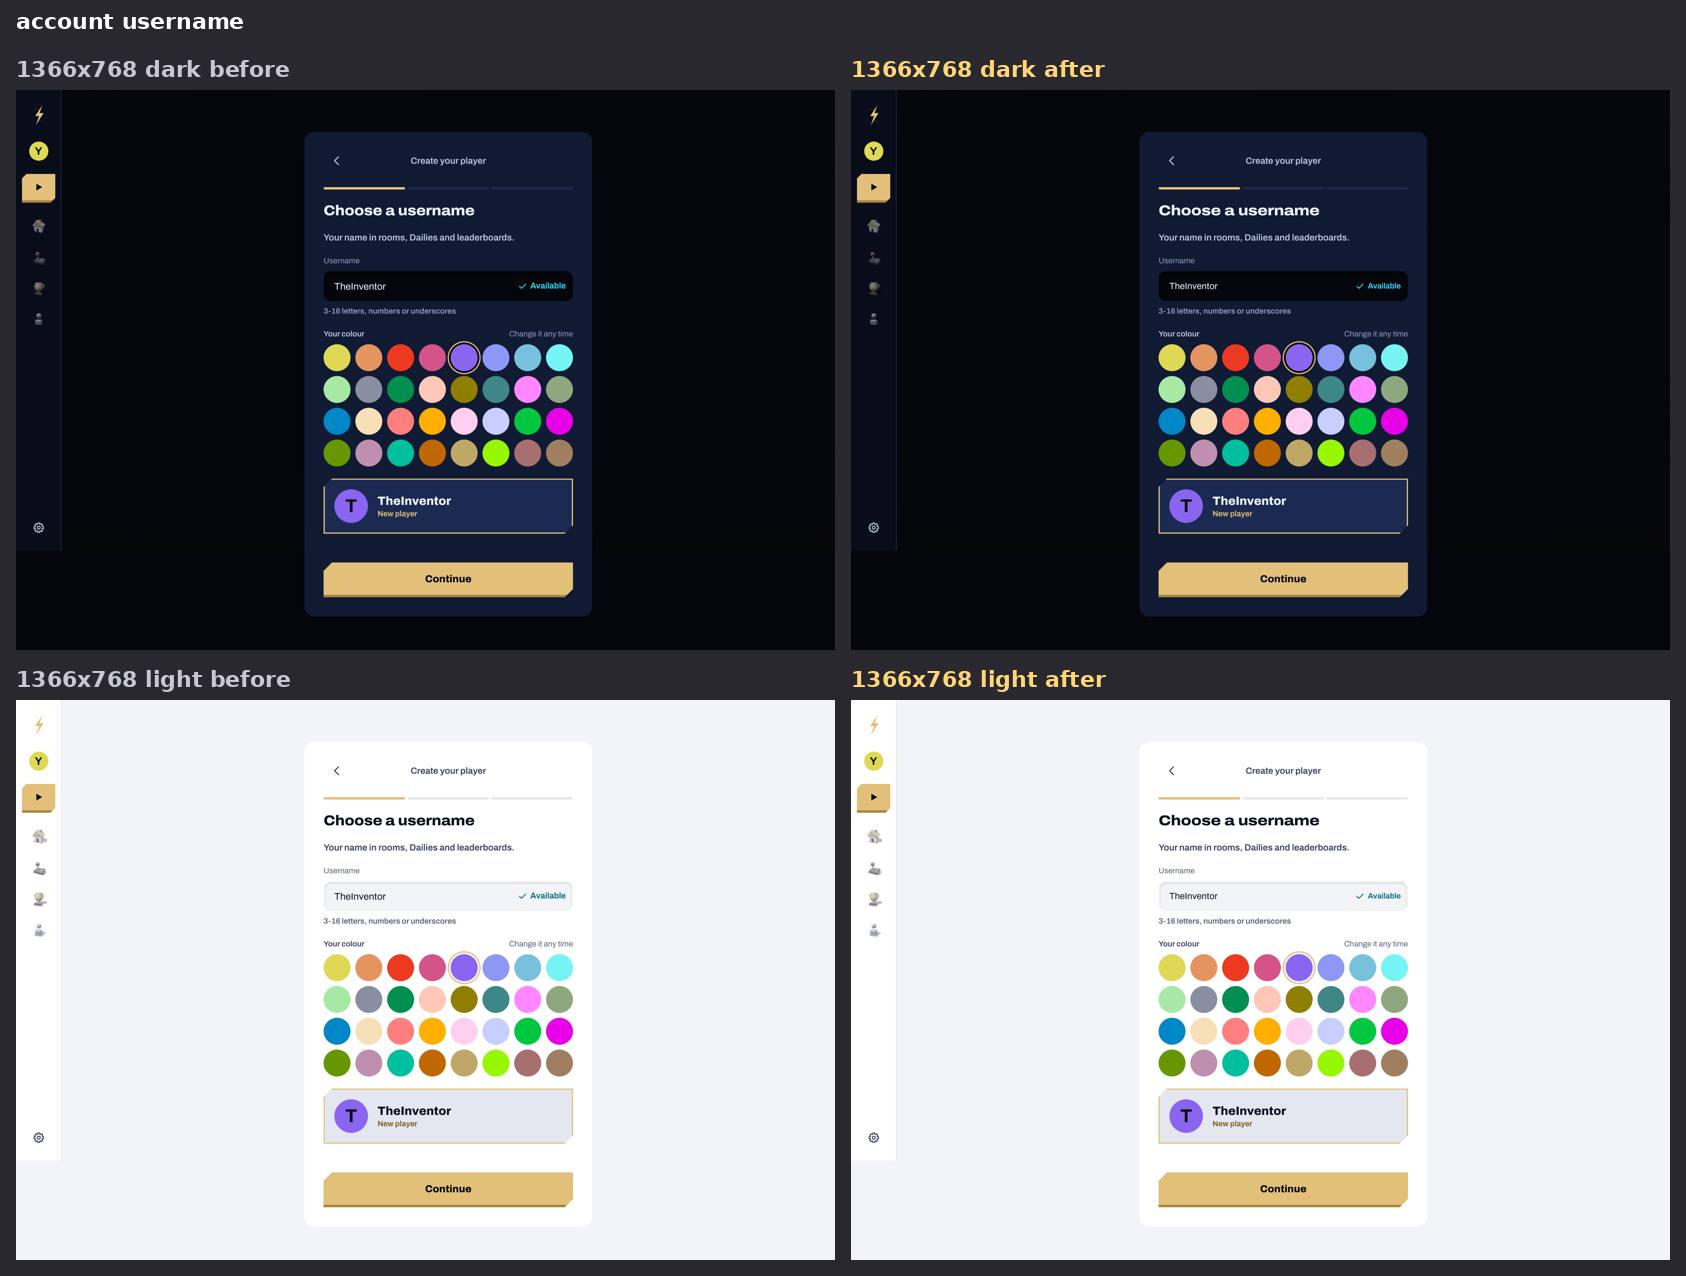 account username
1366x768 dark before
Y
Create your player
Choose a username
Your name in rooms, Dailies and leaderboards.
Username
TheInventor
Available
3-16 letters, numbers or underscores
Your colour
Change it any time
T
TheInventor
New player
Continue
1366x768 dark after
Y
Create your player
Choose a username
Your name in rooms, Dailies and leaderboards.
Username
TheInventor
Available
3-16 letters, numbers or underscores
Your colour
Change it any time
T
TheInventor
New player
Continue
1366x768 light before
Y
Create your player
Choose a username
Your name in rooms, Dailies and leaderboards.
Username
TheInventor
Available
3-16 letters, numbers or underscores
Your colour
Change it any time
T
TheInventor
New player
Continue
1366x768 light after
Y
Create your player
Choose a username
Your name in rooms, Dailies and leaderboards.
Username
TheInventor
Available
3-16 letters, numbers or underscores
Your colour
Change it any time
T
TheInventor
New player
Continue